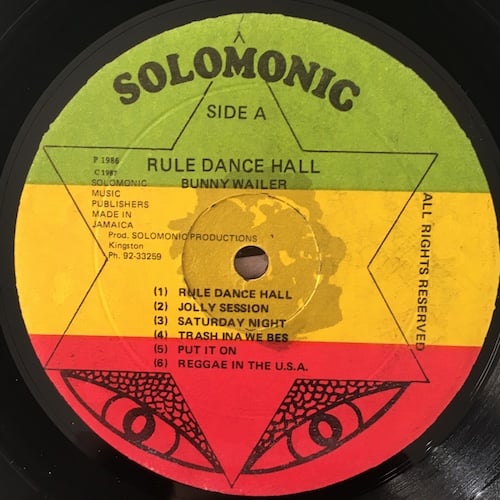 SOLOMONIC
SIDE A
RULE DANCE HALL
BUNNY WAILER
P 1986
C 1987
SOLOMONIC
MUSIC
PUBLISHERS
MADE IN
JAMAICA
Prod. SOLOMONIC PRODUCTIONS
Kingston
Ph. 92-33259
ALL RIGHTS RESERVED
(1) RULE DANCE HALL
(2) JOLLY SESSION
(3) SATURDAY NIGHT
(4) TRASH INA WE BES
(5) PUT IT ON
(6) REGGAE IN THE U.S.A.